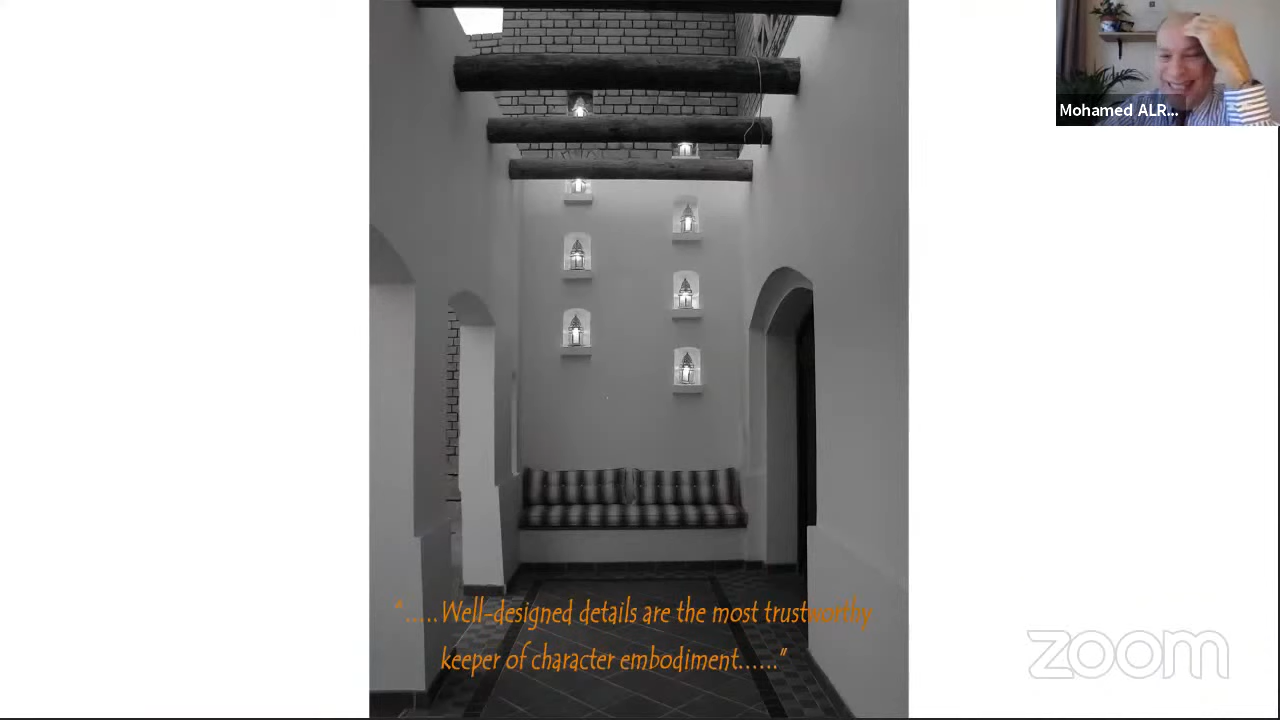 Mohamed ALR...
“.....Well-designed details are the most trustworthy
keeper of character embodiment......”
zoom